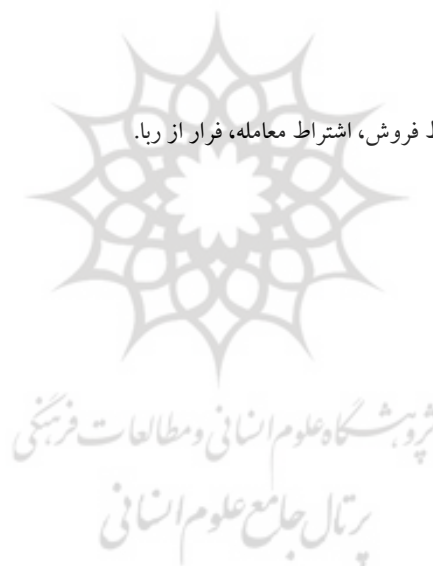 فروش، اشتراط معامله، فرار از ربا.
پژوهشگاه علوم انسانی و مطالعات فرهنگی
پرتال جامع علوم انسانی